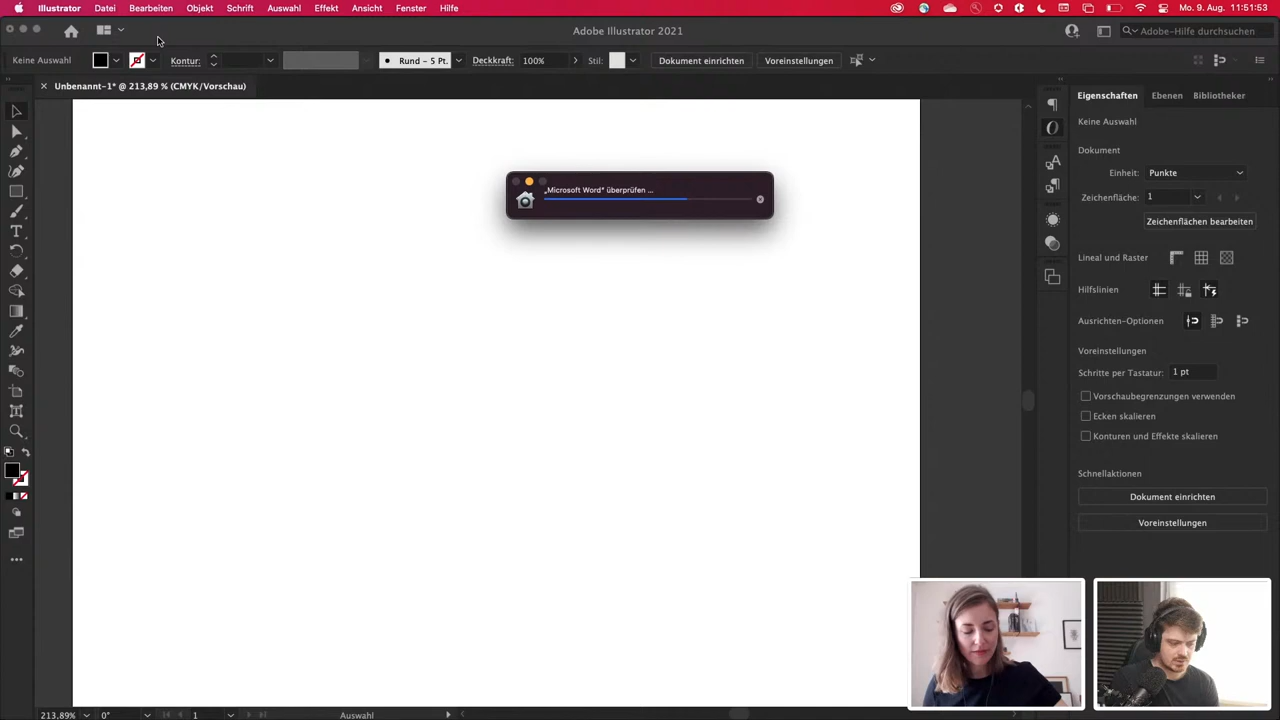 Illustrator Datei Bearbeiten Objekt Schrift Auswahl Effekt Ansicht Fenster Hilfe Mo. 9. Aug. 11:51:53
Adobe Illustrator 2021 Adobe-Hilfe durchsuchen
Keine Auswahl Kontur: Rund – 5 Pt. Deckkraft: 100% Stil: Dokument einrichten Voreinstellungen
Unbenannt-1* @ 213,89 % (CMYK/Vorschau)
Eigenschaften Ebenen Bibliotheken
Keine Auswahl
Dokument
Einheit: Punkte
Zeichenfläche: 1
Zeichenflächen bearbeiten
Lineal und Raster
Hilfslinien
Ausrichten-Optionen
Voreinstellungen
Schritte per Tastatur: 1 pt
Vorschaubegrenzungen verwenden
Ecken skalieren
Konturen und Effekte skalieren
Schnellaktionen
Dokument einrichten
Voreinstellungen
„Microsoft Word“ überprüfen ...
213,89% 0° 1 Auswahl